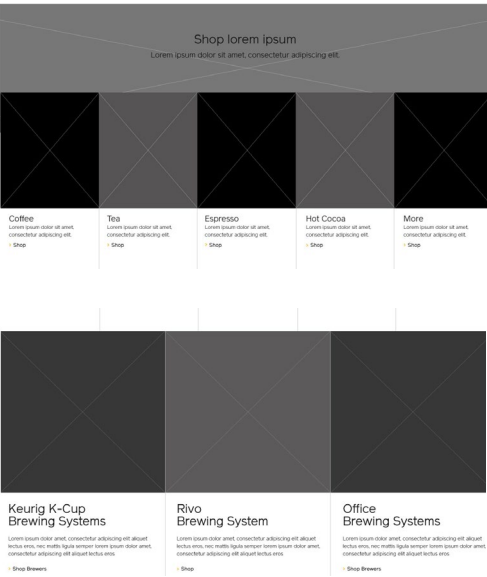 Shop lorem ipsum
Lorem ipsum dolor sit amet, consectetur adipiscing elit.
Coffee
Lorem ipsum dolor sit amet,
consectetur adipiscing elit.
> Shop
Tea
Lorem ipsum dolor sit amet,
consectetur adipiscing elit.
> Shop
Espresso
Lorem ipsum dolor sit amet,
consectetur adipiscing elit.
> Shop
Hot Cocoa
Lorem ipsum dolor sit amet,
consectetur adipiscing elit.
> Shop
More
Lorem ipsum dolor sit amet,
consectetur adipiscing elit.
> Shop
Keurig K-Cup
Brewing Systems
Lorem ipsum dolor sit amet, consectetur adipiscing elit aliquet
lectus eros, nec mattis ligula semper lorem ipsum dolor amet,
consectetur adipiscing elit aliquet lectus eros
> Shop Brewers
Rivo
Brewing System
Lorem ipsum dolor sit amet, consectetur adipiscing elit aliquet
lectus eros, nec mattis ligula semper lorem ipsum dolor amet,
consectetur adipiscing elit aliquet lectus eros
> Shop
Office
Brewing Systems
Lorem ipsum dolor sit amet, consectetur adipiscing elit aliquet
lectus eros, nec mattis ligula semper lorem ipsum dolor amet,
consectetur adipiscing elit aliquet lectus eros
> Shop Brewers